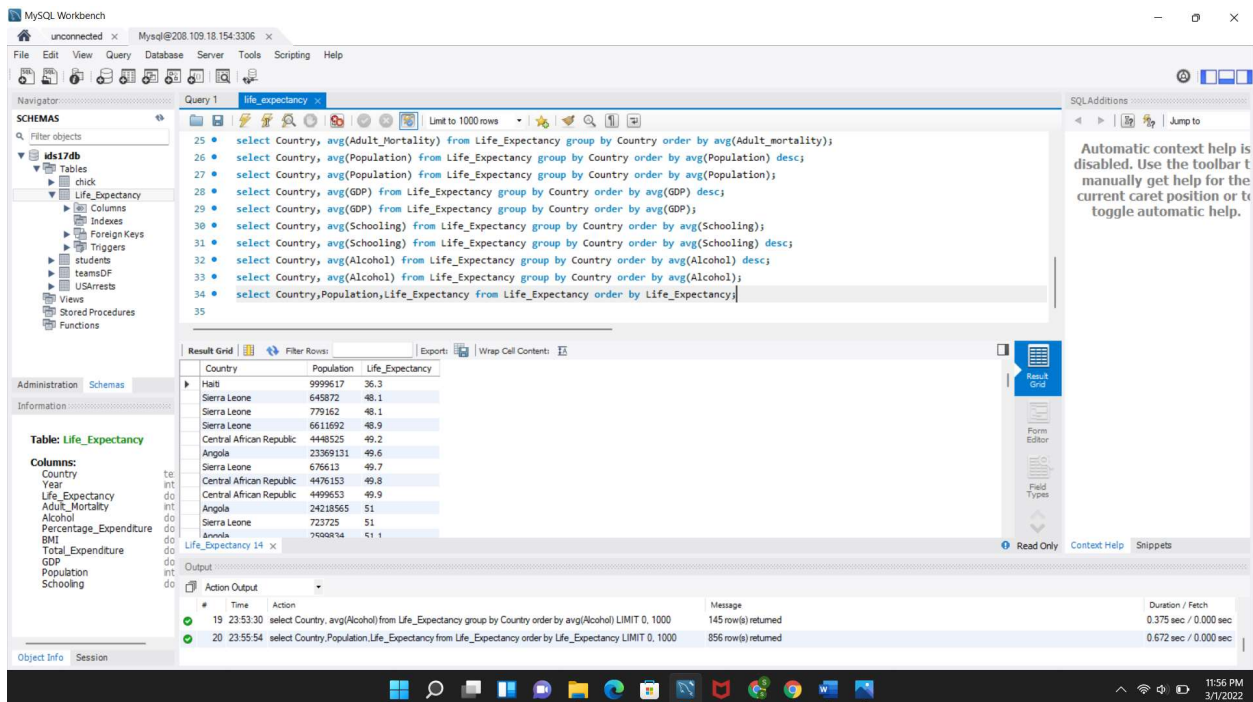 MySQL Workbench
unconnected × Mysql@208.109.18.154:3306 ×
File Edit View Query Database Server Tools Scripting Help
Navigator
SCHEMAS
Filter objects
ids17db
Tables
chick
Life_Expectancy
Columns
Indexes
Foreign Keys
Triggers
students
teamsDF
USArrests
Views
Stored Procedures
Functions
Administration Schemas
Information
Table: Life_Expectancy
Columns:
Country te
Year int
Life_Expectancy do
Adult_Mortality int
Alcohol do
Percentage_Expenditure do
BMI do
Total_Expenditure do
GDP do
Population int
Schooling do
Object Info Session
Query 1 life_expectancy ×
Limit to 1000 rows
25 select Country, avg(Adult_Mortality) from Life_Expectancy group by Country order by avg(Adult_mortality);
26 select Country, avg(Population) from Life_Expectancy group by Country order by avg(Population) desc;
27 select Country, avg(Population) from Life_Expectancy group by Country order by avg(Population);
28 select Country, avg(GDP) from Life_Expectancy group by Country order by avg(GDP) desc;
29 select Country, avg(GDP) from Life_Expectancy group by Country order by avg(GDP);
30 select Country, avg(Schooling) from Life_Expectancy group by Country order by avg(Schooling);
31 select Country, avg(Schooling) from Life_Expectancy group by Country order by avg(Schooling) desc;
32 select Country, avg(Alcohol) from Life_Expectancy group by Country order by avg(Alcohol) desc;
33 select Country, avg(Alcohol) from Life_Expectancy group by Country order by avg(Alcohol);
34 select Country,Population,Life_Expectancy from Life_Expectancy order by Life_Expectancy;
35
Result Grid Filter Rows: Export: Wrap Cell Content:
Country Population Life_Expectancy
Haiti 9999617 36.3
Sierra Leone 645872 48.1
Sierra Leone 779162 48.1
Sierra Leone 6611692 48.9
Central African Republic 4448525 49.2
Angola 23369131 49.6
Sierra Leone 676613 49.7
Central African Republic 4476153 49.8
Central African Republic 4499653 49.9
Angola 24218565 51
Sierra Leone 723725 51
Angola 2599834 51.1
Result
Grid
Form
Editor
Field
Types
Life_Expectancy 14 × Read Only
Output
Action Output
# Time Action Message Duration / Fetch
19 23:53:30 select Country, avg(Alcohol) from Life_Expectancy group by Country order by avg(Alcohol) LIMIT 0, 1000 145 row(s) returned 0.375 sec / 0.000 sec
20 23:55:54 select Country,Population,Life_Expectancy from Life_Expectancy order by Life_Expectancy LIMIT 0, 1000 856 row(s) returned 0.672 sec / 0.000 sec
SQLAdditions
Jump to
Automatic context help is
disabled. Use the toolbar t
manually get help for the
current caret position or to
toggle automatic help.
Context Help Snippets
11:56 PM
3/1/2022